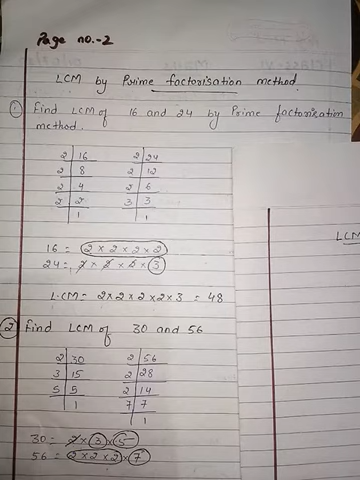 Page no.-2
LCM by Prime factorisation method.
1 Find LCM of 16 and 24 by Prime factorisation
method.
2 | 16   2 | 24
2 | 8   2 | 12
2 | 4   2 | 6
2 | 2   3 | 3
1   1
16 = 2 × 2 × 2 × 2
24 = 2 × 2 × 2 × 3
L.CM = 2×2×2×2×3 = 48
2 Find LCM of 30 and 56
2 | 30   2 | 56
3 | 15   2 | 28
5 | 5   2 | 14
1   7 | 7
1
30 = 2 × 3 × 5
56 = 2×2×2 × 7
LCM